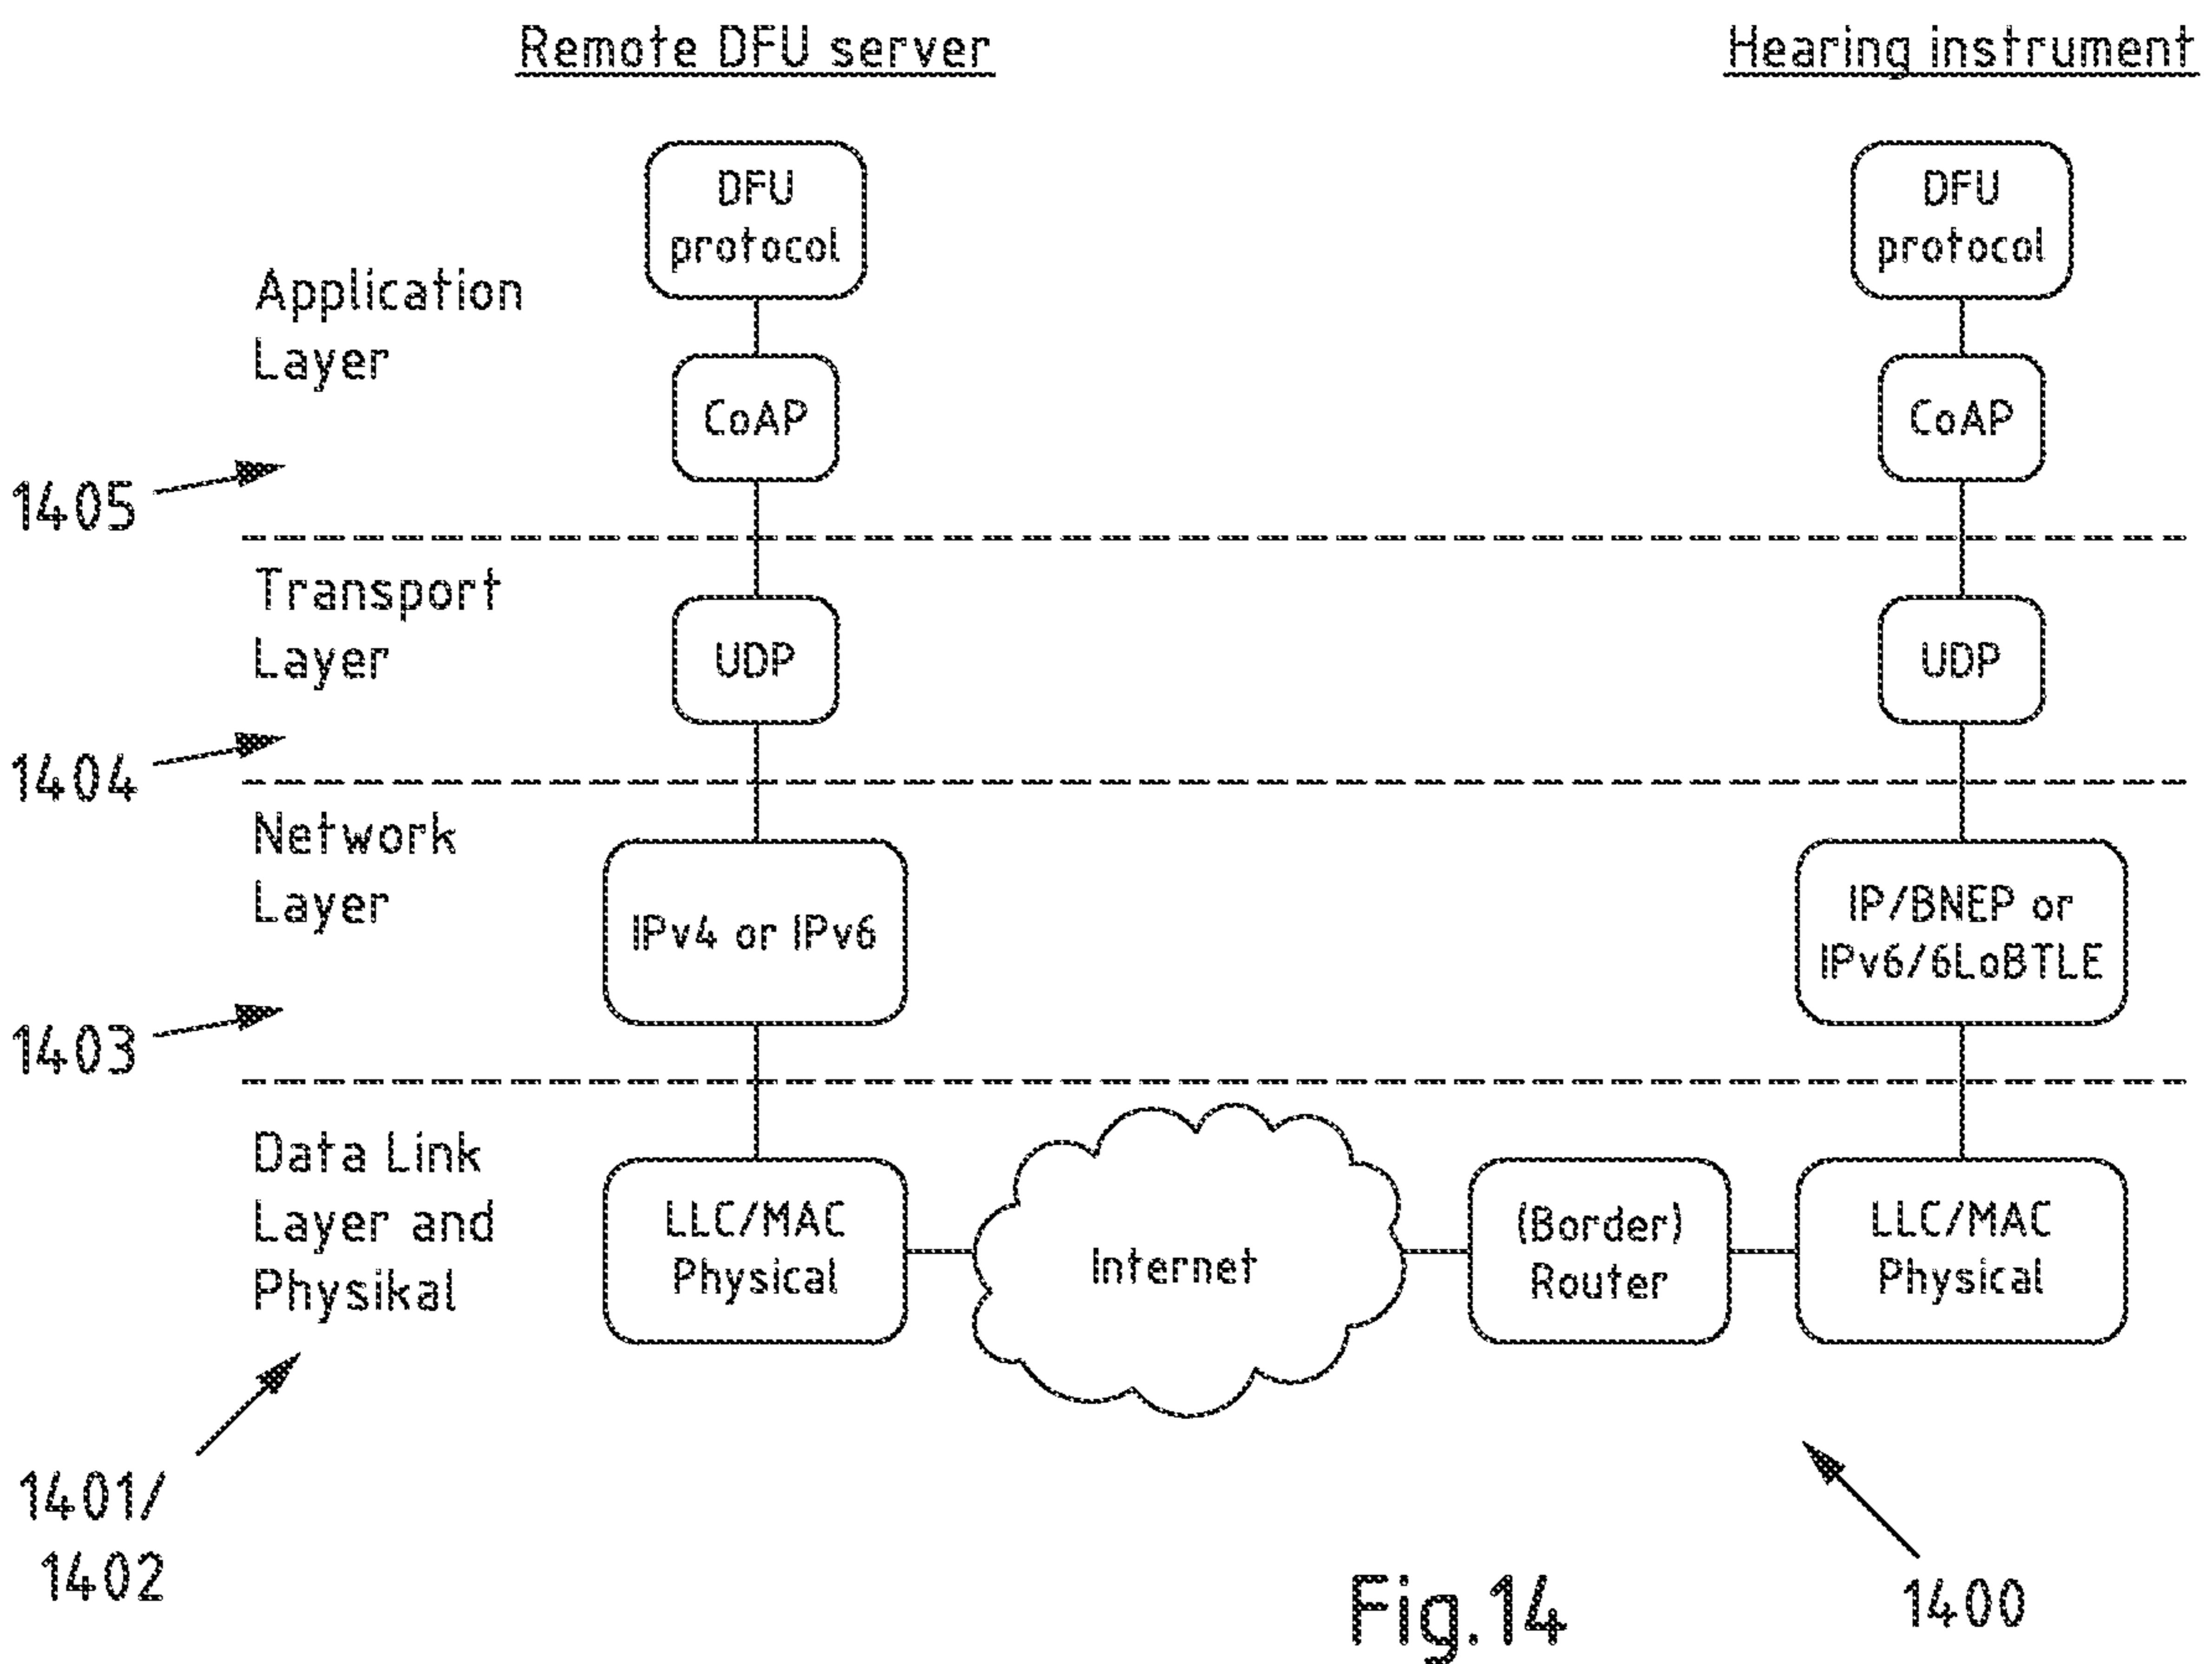 Remote DFU server
Hearing instrument
DFU
protocol
DFU
protocol
Application
Layer
CoAP
CoAP
1405
Transport
Layer
UDP
UDP
1404
Network
Layer
IPv4 or IPv6
IP/BNEP or
IPv6/6LoBTLE
1403
Data Link
Layer and
Physikal
LLC/MAC
Physical
Internet
(Border)
Router
LLC/MAC
Physical
1401/
1402
Fig.14
1400